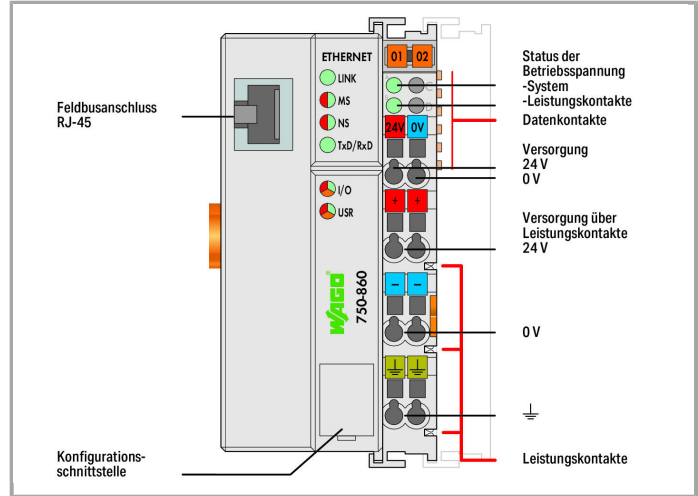 Feldbusanschluss
RJ-45
Konfigurations-
schnittstelle
ETHERNET
LINK
MS
NS
TxD/RxD
I/O
USR
WAGO
750-860
01 02
C
D
24V 0V
+ +
− −
Status der
Betriebsspannung
-System
-Leistungskontakte
Datenkontakte
Versorgung
24 V
0 V
Versorgung über
Leistungskontakte
24 V
0 V
Leistungskontakte